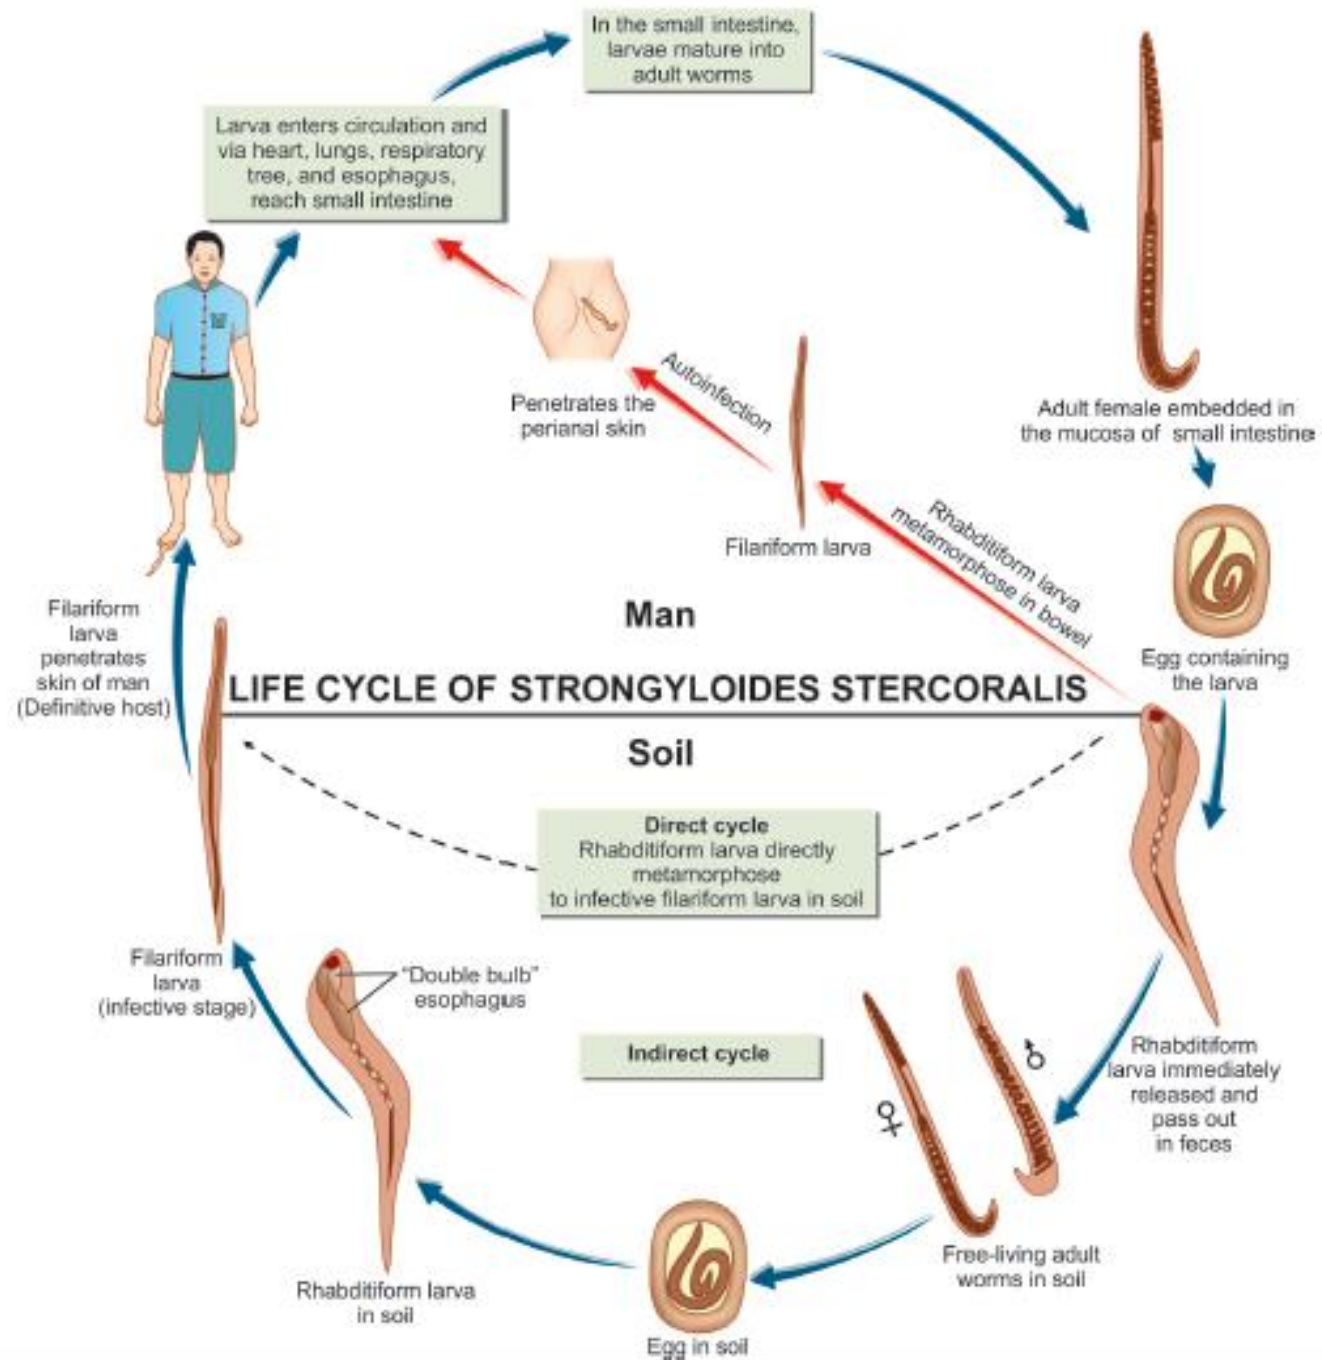 In the small intestine,
larvae mature into
adult worms
Larva enters circulation and
via heart, lungs, respiratory
tree, and esophagus,
reach small intestine
Penetrates the
perianal skin
Autoinfection
Filariform larva
Rhabditiform larva
metamorphose in bowel
Adult female embedded in
the mucosa of small intestine
Egg containing
the larva
Filariform
larva
penetrates
skin of man
(Definitive host)
Man
LIFE CYCLE OF STRONGYLOIDES STERCORALIS
Soil
Direct cycle
Rhabditiform larva directly
metamorphose
to infective filariform larva in soil
Filariform
larva
(infective stage)
"Double bulb"
esophagus
Indirect cycle
♀
♂
Rhabditiform
larva immediately
released and
pass out
in feces
Free-living adult
worms in soil
Rhabditiform larva
in soil
Egg in soil